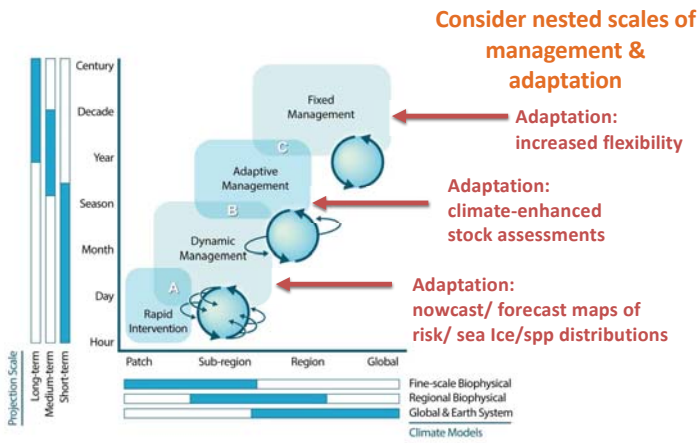 Consider nested scales of
management &
adaptation
Century
Decade
Year
Season
Month
Day
Hour
Fixed
Management
C
Adaptive
Management
B
Dynamic
Management
A
Rapid
Intervention
Adaptation:
increased flexibility
Adaptation:
climate-enhanced
stock assessments
Adaptation:
nowcast/ forecast maps of
risk/ sea Ice/spp distributions
Patch
Sub-region
Region
Global
Projection Scale
Long-term
Medium-term
Short-term
Fine-scale Biophysical
Regional Biophysical
Global & Earth System
Climate Models